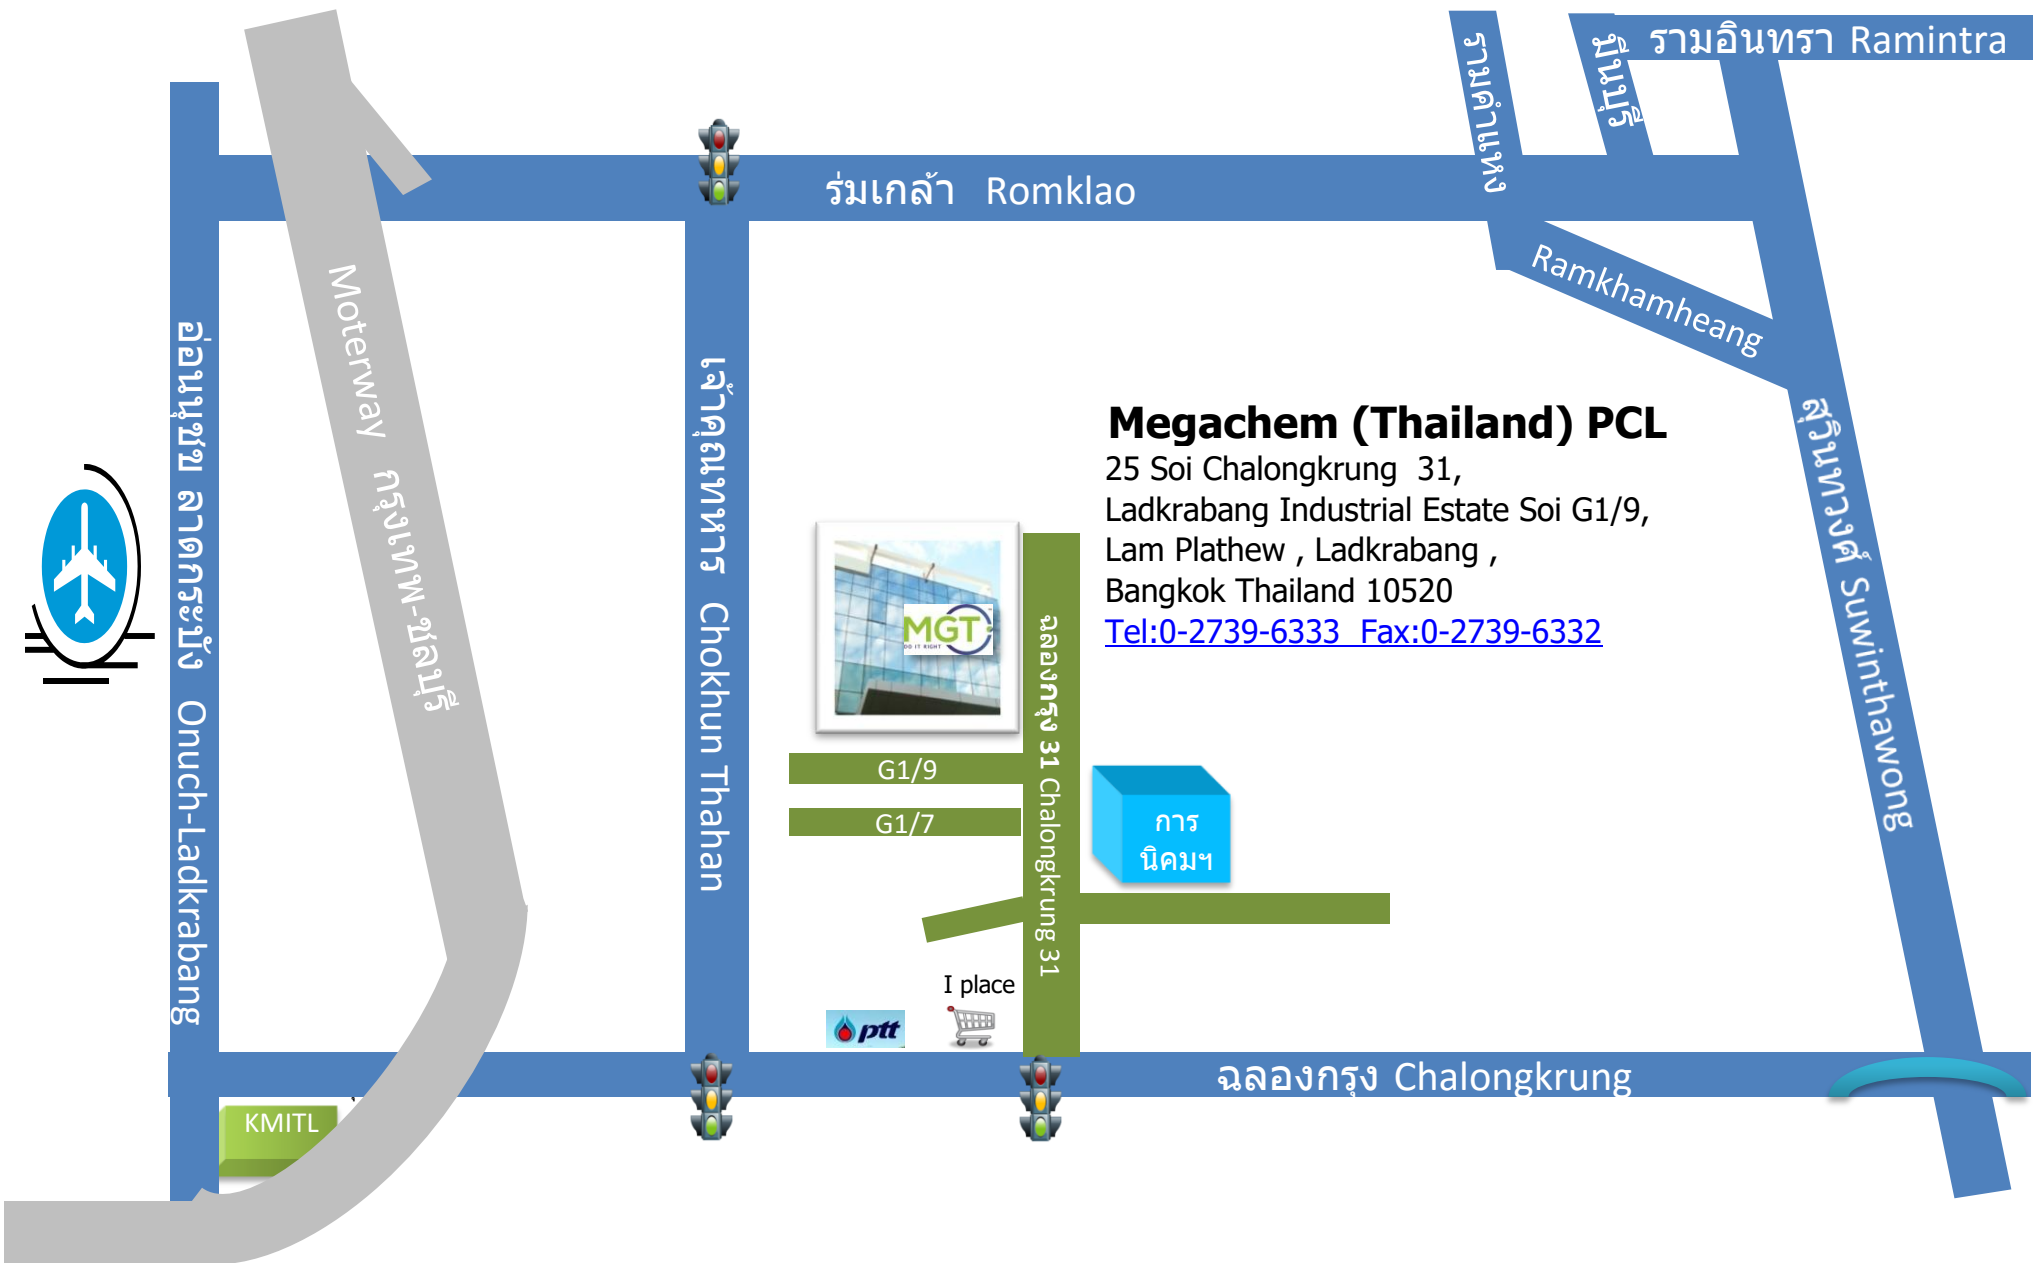 รามอินทรา Ramintra
มีนบุรี
รามคำแหง
ร่มเกล้า Romklao
Ramkhamheang
Moterway กรุงเทพ-ชลบุรี
อ่อนนุชข ลาดกระบัง Onuch-Ladkrabang
เจ้าคุณทหาร Chokhun Thahan
สุวินทวงศ์ Suwinthawong
Megachem (Thailand) PCL
25 Soi Chalongkrung 31,
Ladkrabang Industrial Estate Soi G1/9,
Lam Plathew , Ladkrabang ,
Bangkok Thailand 10520
Tel:0-2739-6333 Fax:0-2739-6332
MGT
DO IT RIGHT
ฉลองกรุง 31 Chalongkrung 31
G1/9
G1/7
การ
นิคมฯ
I place
ptt
ฉลองกรุง Chalongkrung
KMITL